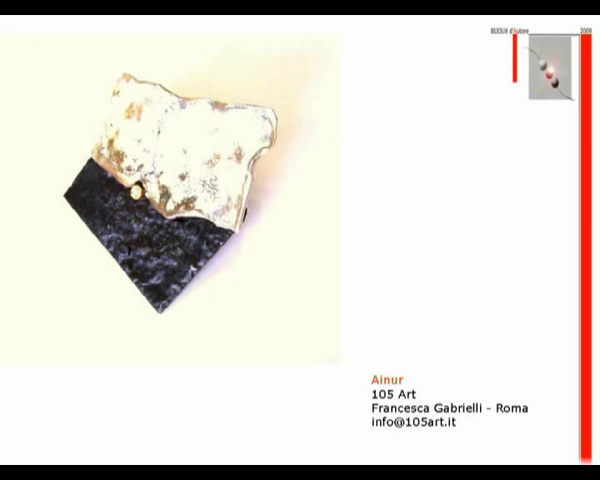 BIJOUX d'Autore 2009
Ainur
105 Art
Francesca Gabrielli - Roma
info@105art.it